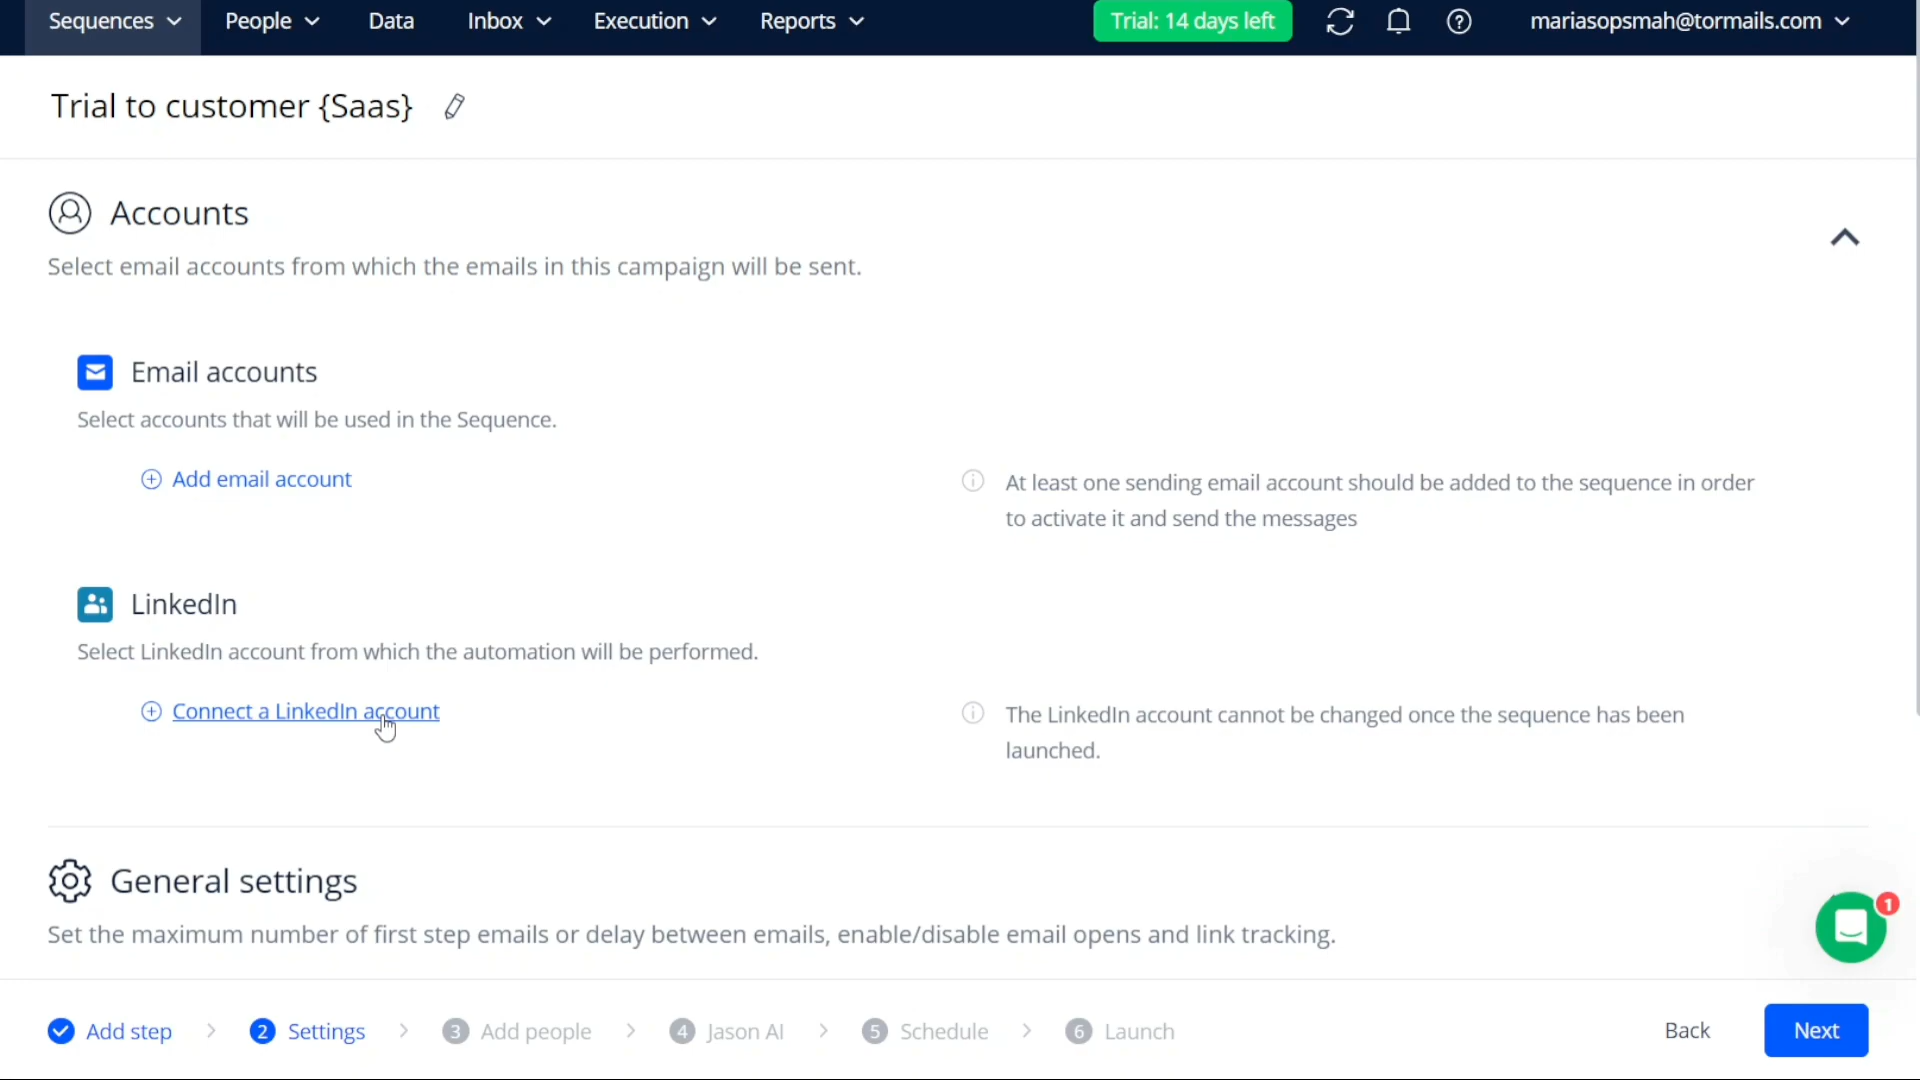 Sequences
People
Data
Inbox
Execution
Reports
Trial: 14 days left
mariasopsmah@tormails.com
Trial to customer {Saas}
Accounts
Select email accounts from which the emails in this campaign will be sent.
Email accounts
Select accounts that will be used in the Sequence.
Add email account
At least one sending email account should be added to the sequence in order
to activate it and send the messages
LinkedIn
Select LinkedIn account from which the automation will be performed.
Connect a LinkedIn account
The LinkedIn account cannot be changed once the sequence has been
launched.
General settings
Set the maximum number of first step emails or delay between emails, enable/disable email opens and link tracking.
1
Add step
2 Settings
3 Add people
4 Jason AI
5 Schedule
6 Launch
Back
Next